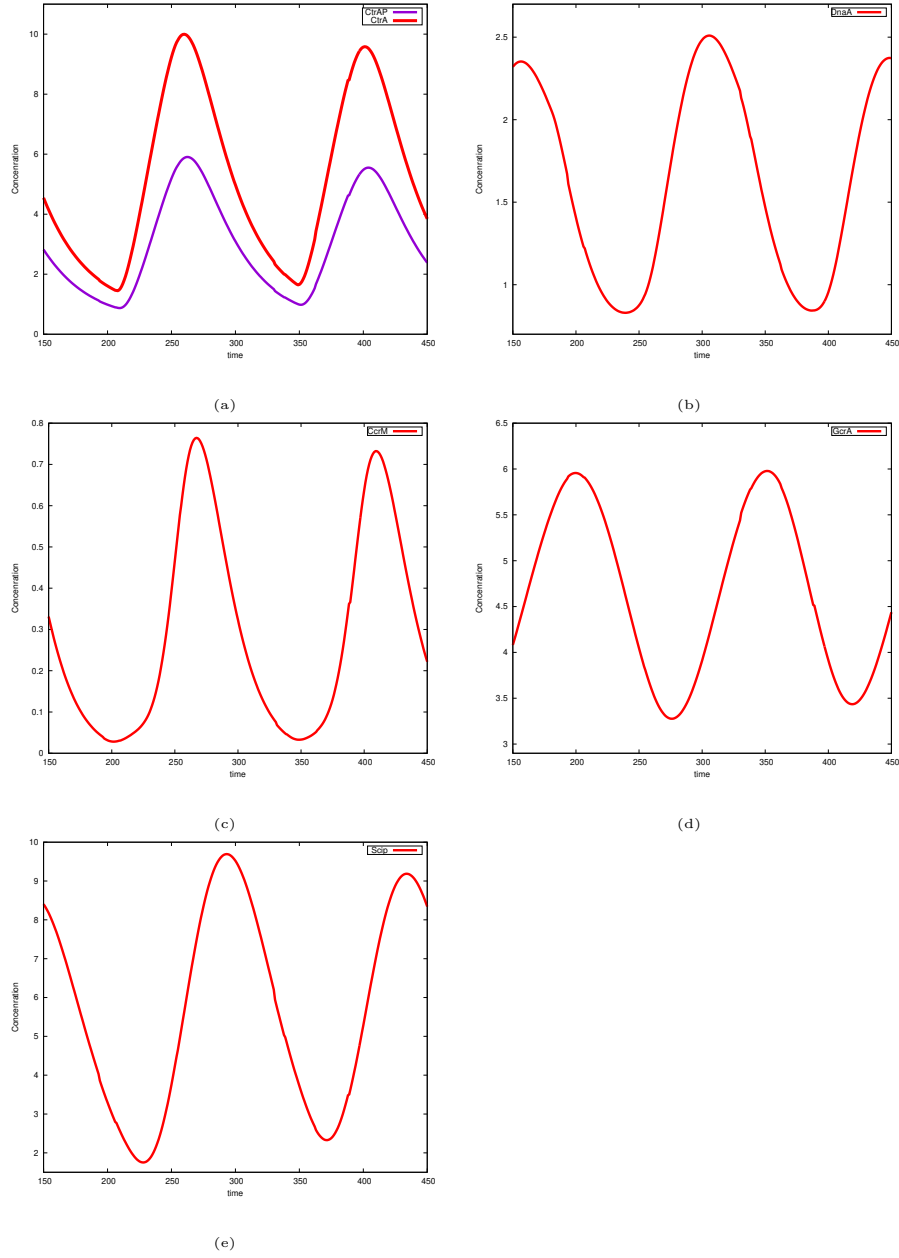 CtrAP
CtrA
10
8
6
4
2
0
Concenration
150 200 250 300 350 400 450
time
(a)
DnaA
2.5
2
1.5
1
Concenration
150 200 250 300 350 400 450
time
(b)
CcrM
0.8
0.7
0.6
0.5
0.4
0.3
0.2
0.1
0
Concenration
150 200 250 300 350 400 450
time
(c)
GcrA
6.5
6
5.5
5
4.5
4
3.5
3
Concenration
150 200 250 300 350 400 450
time
(d)
Scip
10
9
8
7
6
5
4
3
2
Concenration
150 200 250 300 350 400 450
time
(e)